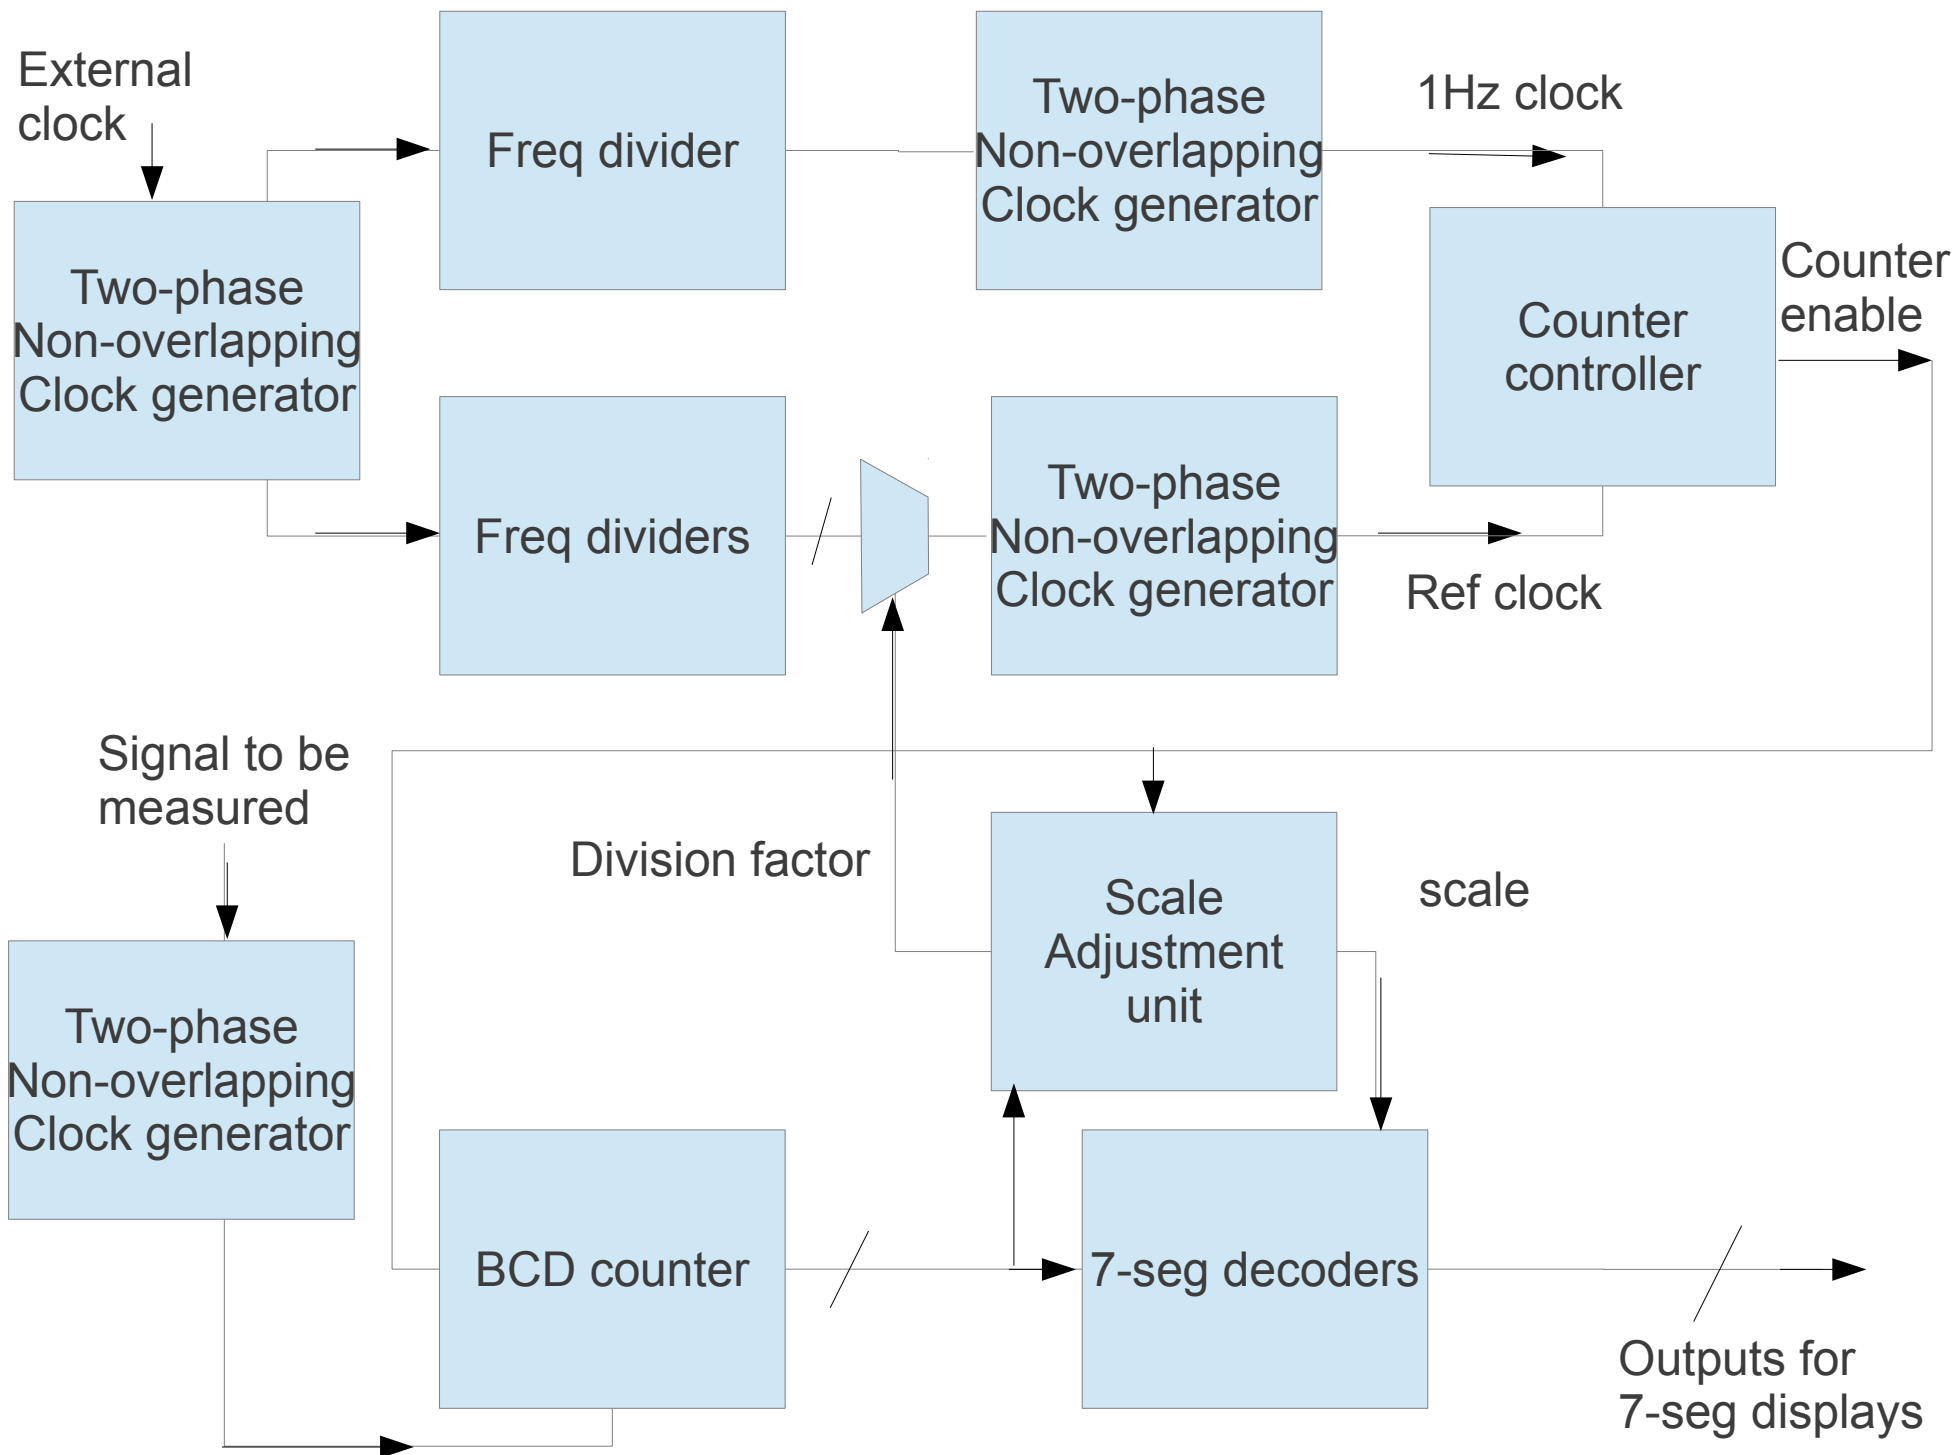 External
clock
Freq divider
Two-phase
Non-overlapping
Clock generator
1Hz clock
Two-phase
Non-overlapping
Clock generator
Counter
controller
Counter
enable
Freq dividers
Two-phase
Non-overlapping
Clock generator
Ref clock
Signal to be
measured
Division factor
Scale
Adjustment
unit
scale
Two-phase
Non-overlapping
Clock generator
BCD counter
7-seg decoders
Outputs for
7-seg displays